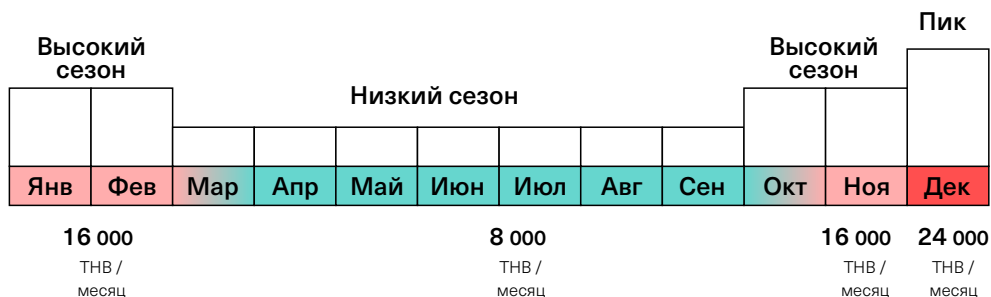 Пик
Высокий
сезон
Низкий сезон
Высокий
сезон
Янв Фев Мар Апр Май Июн Июл Авг Сен Окт Ноя Дек
16 000
THB /
месяц
8 000
THB /
месяц
16 000
THB /
месяц
24 000
THB /
месяц